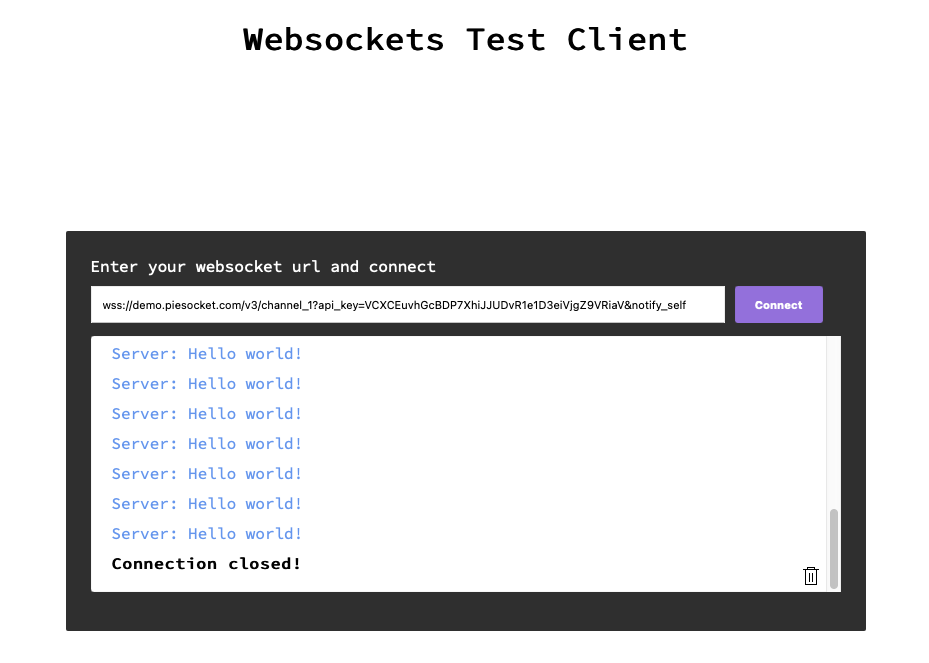 Websockets Test Client
Enter your websocket url and connect
wss://demo.piesocket.com/v3/channel_1?api_key=VCXCEuvhGcBDP7XhiJJUDvR1e1D3eiVjgZ9VRiaV&notify_self
Connect
Server: Hello world!
Server: Hello world!
Server: Hello world!
Server: Hello world!
Server: Hello world!
Server: Hello world!
Server: Hello world!
Connection closed!